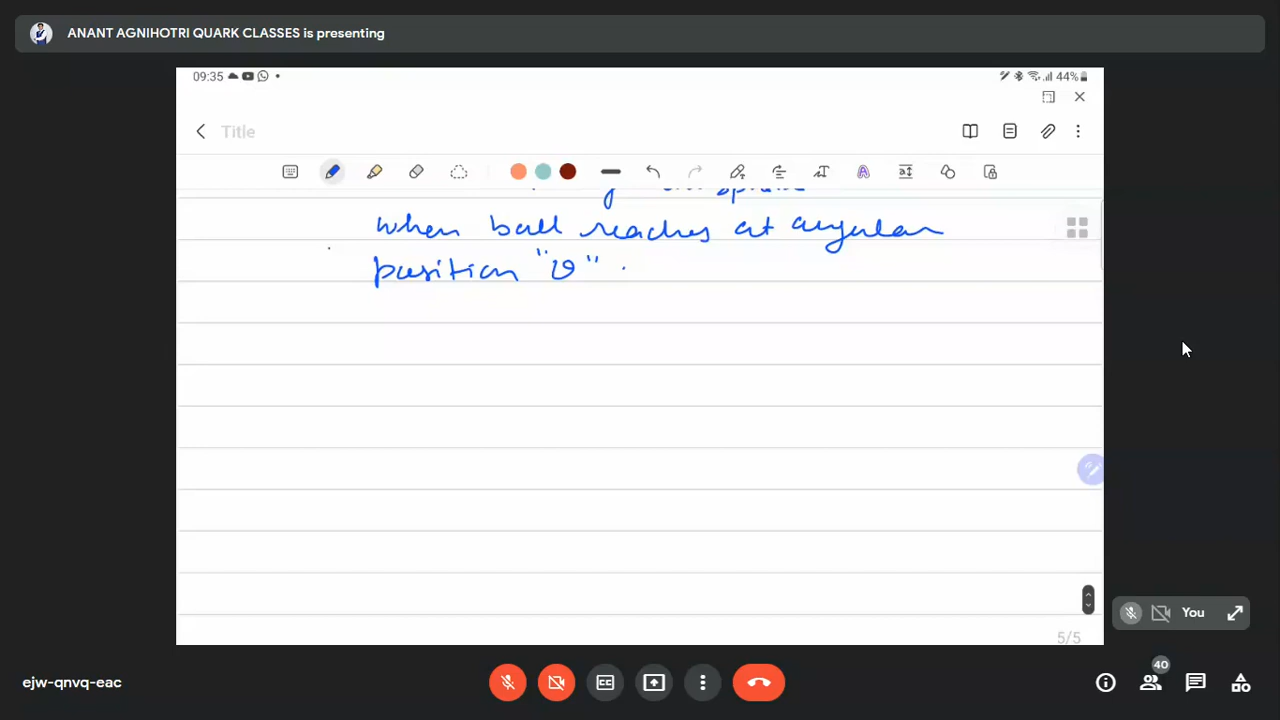 ANANT AGNIHOTRI QUARK CLASSES is presenting
09:35
44%
Title
when ball reaches at angular
position "θ".
5/5
You
ejw-qnvq-eac
CC
40